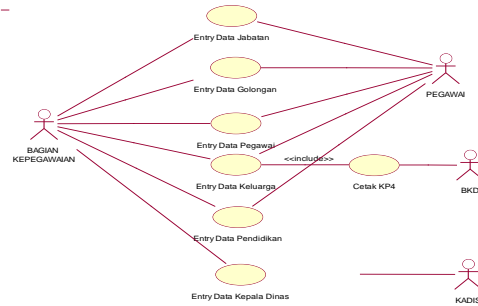 Entry Data Jabatan
Entry Data Golongan
PEGAWAI
Entry Data Pegawai
BAGIAN
KEPEGAWAIAN
<<include>>
Entry Data Keluarga
Cetak KP4
BKD
Entry Data Pendidikan
Entry Data Kepala Dinas
KADIS